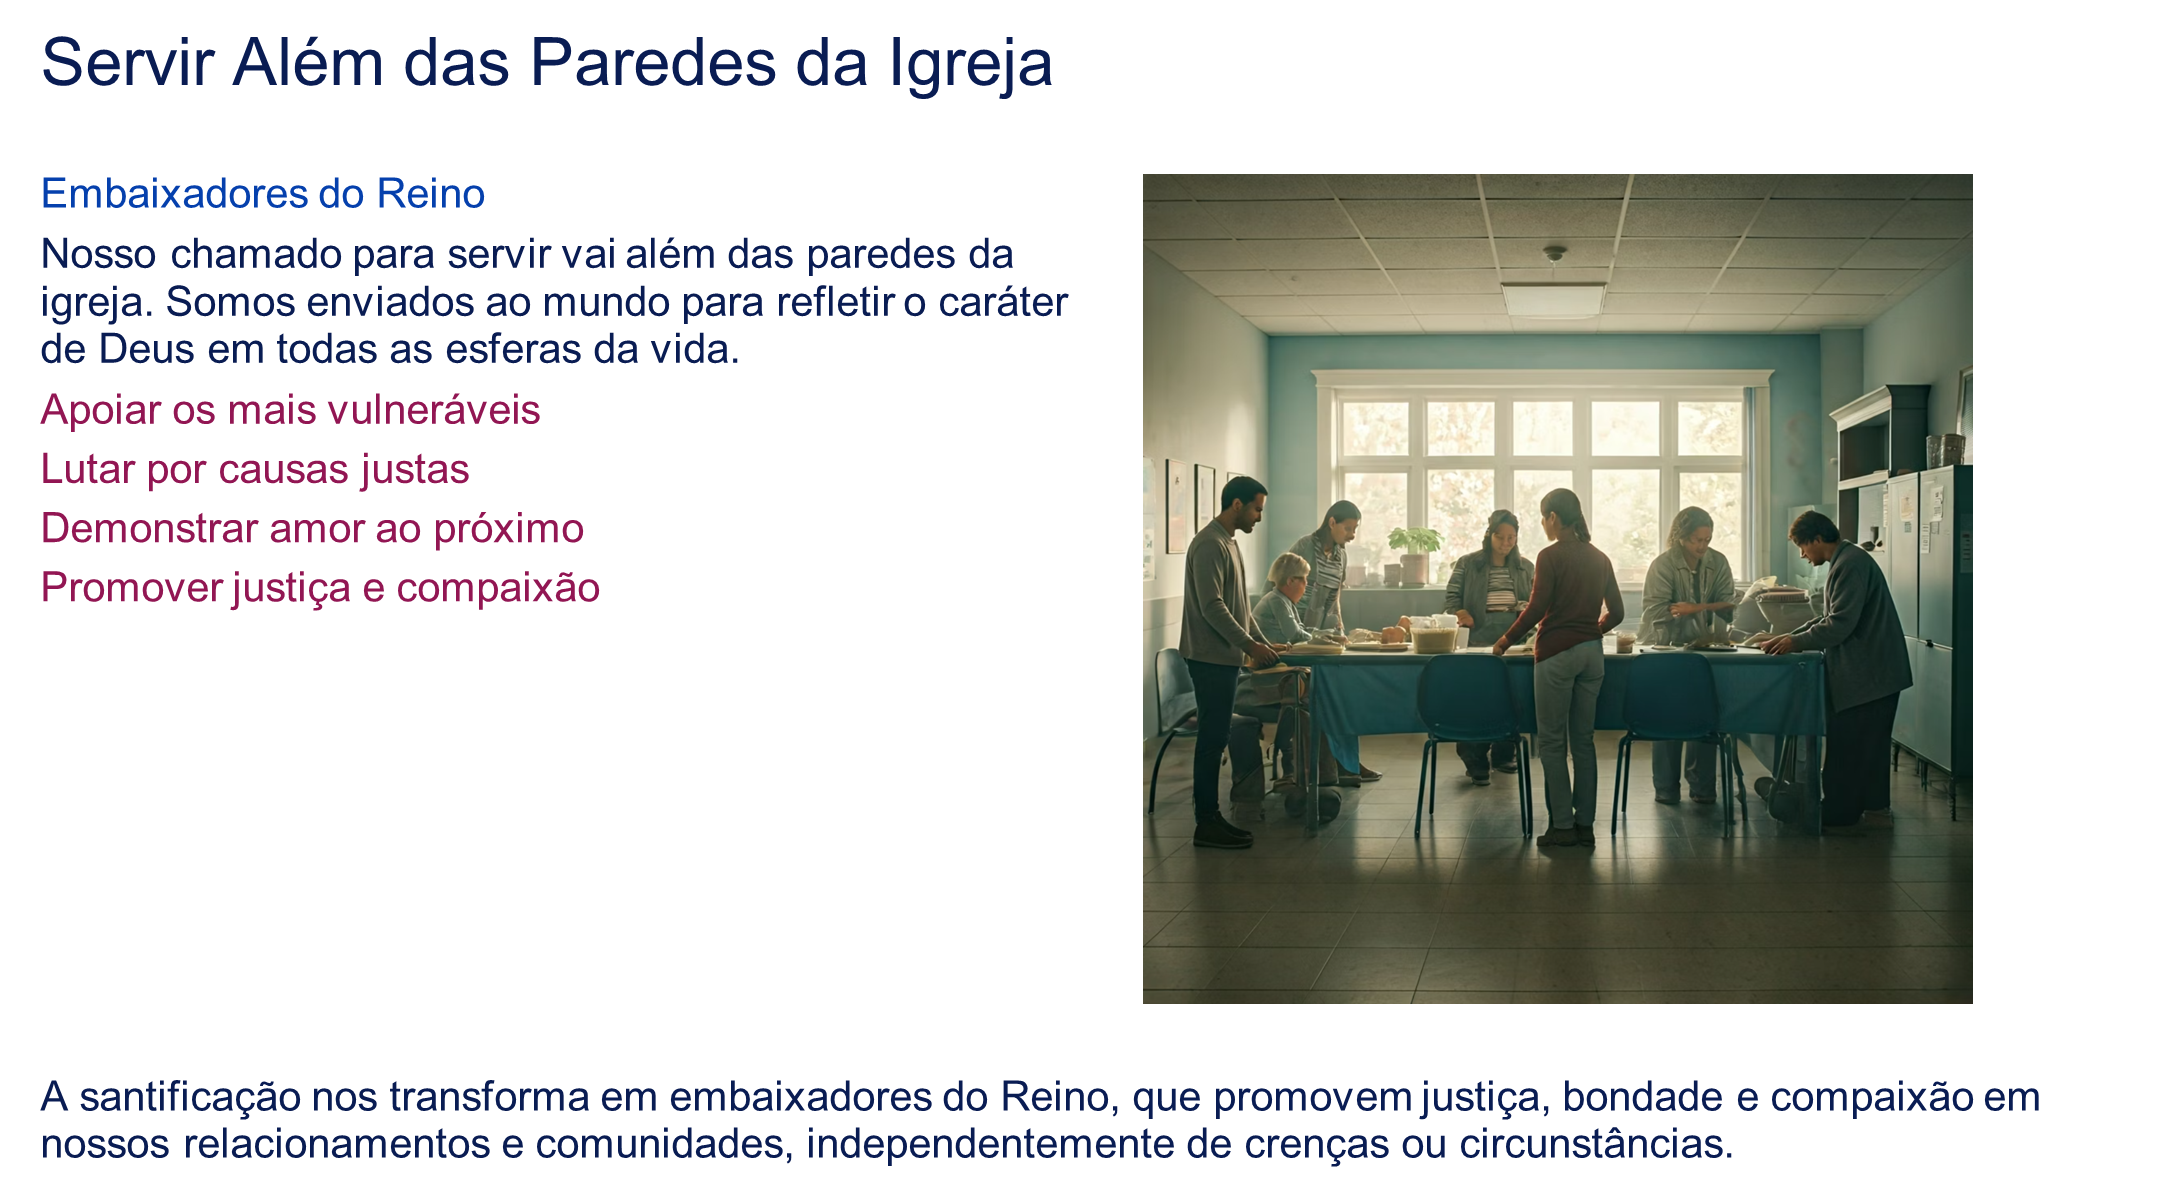 Servir Além das Paredes da Igreja
Embaixadores do Reino
Nosso chamado para servir vai além das paredes da
igreja. Somos enviados ao mundo para refletir o caráter
de Deus em todas as esferas da vida.
Apoiar os mais vulneráveis
Lutar por causas justas
Demonstrar amor ao próximo
Promover justiça e compaixão
A santificação nos transforma em embaixadores do Reino, que promovem justiça, bondade e compaixão em
nossos relacionamentos e comunidades, independentemente de crenças ou circunstâncias.